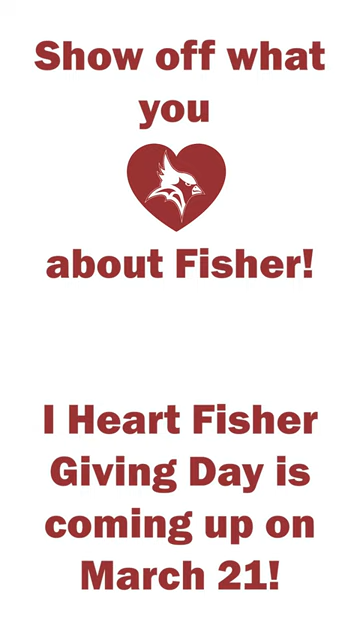 Show off what
you
about Fisher!
I Heart Fisher
Giving Day is
coming up on
March 21!